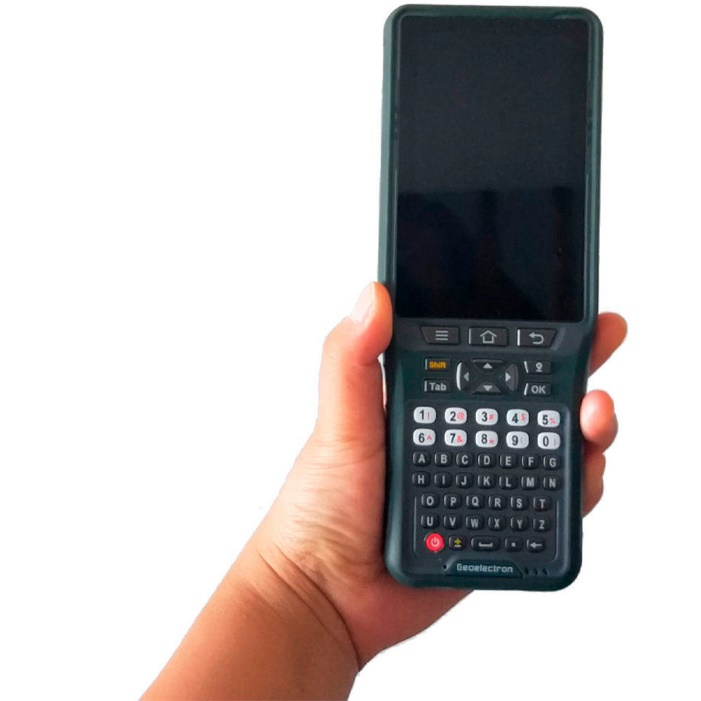 Shift
Tab OK
1 2@ 3# 4$ 5%
6^ 7& 8* 9( 0)
A B C D E F G
H I J K L M N
O P Q R S T
U V W X Y Z
Geoelectron